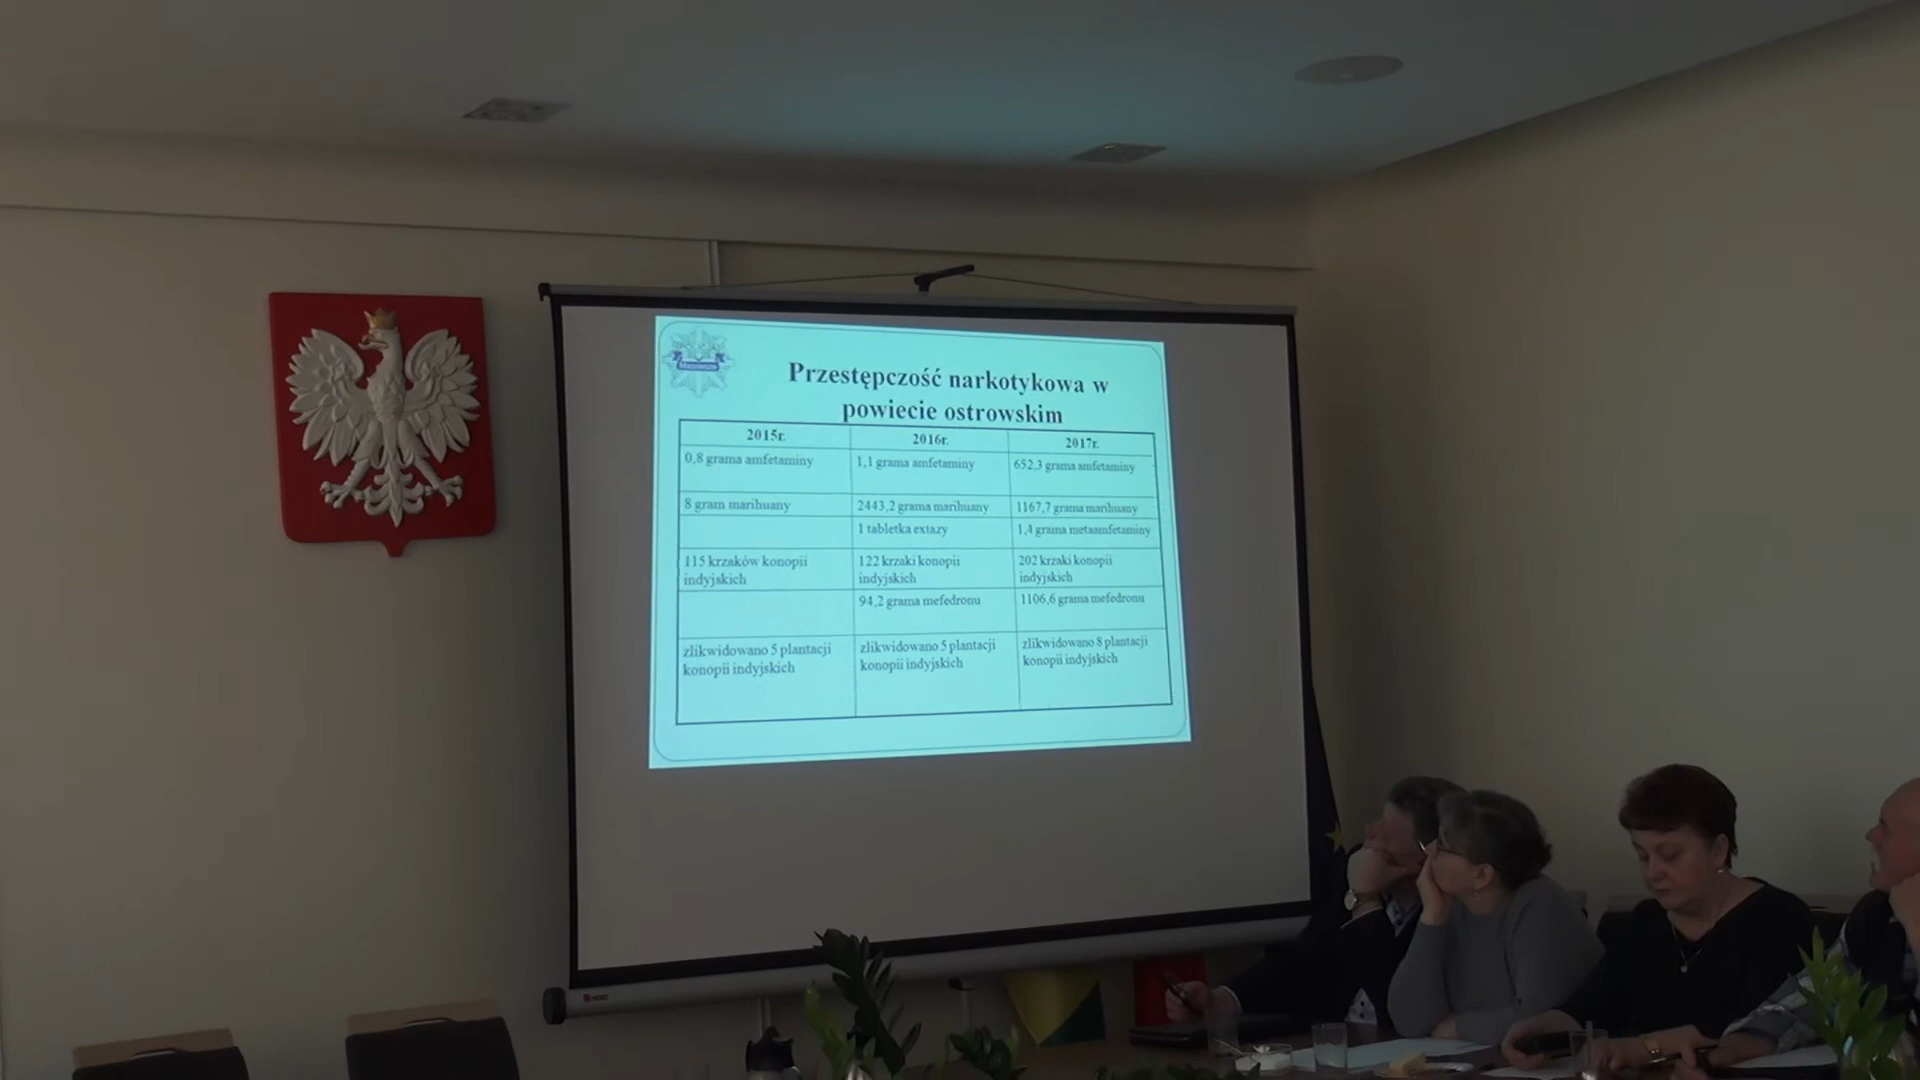 Mazowsze
Przestępczość narkotykowa w
powiecie ostrowskim
2015r. 2016r. 2017r.
0,8 grama amfetaminy 1,1 grama amfetaminy 652,3 grama amfetaminy
8 gram marihuany 2443,2 grama marihuany 1167,7 grama marihuany
1 tabletka extazy 1,4 grama metaamfetaminy
115 krzaków konopii 122 krzaki konopii 202 krzaki konopii
indyjskich indyjskich indyjskich
94,2 grama mefedronu 1106,6 grama mefedronu
zlikwidowano 5 plantacji zlikwidowano 5 plantacji zlikwidowano 8 plantacji
konopii indyjskich konopii indyjskich konopii indyjskich